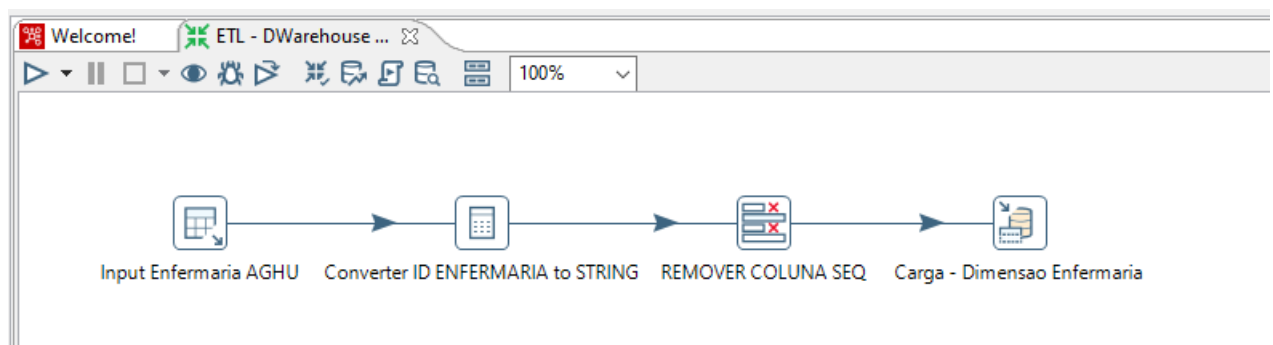 Welcome! ETL - DWarehouse ...
100%
Input Enfermaria AGHU Converter ID ENFERMARIA to STRING REMOVER COLUNA SEQ Carga - Dimensao Enfermaria